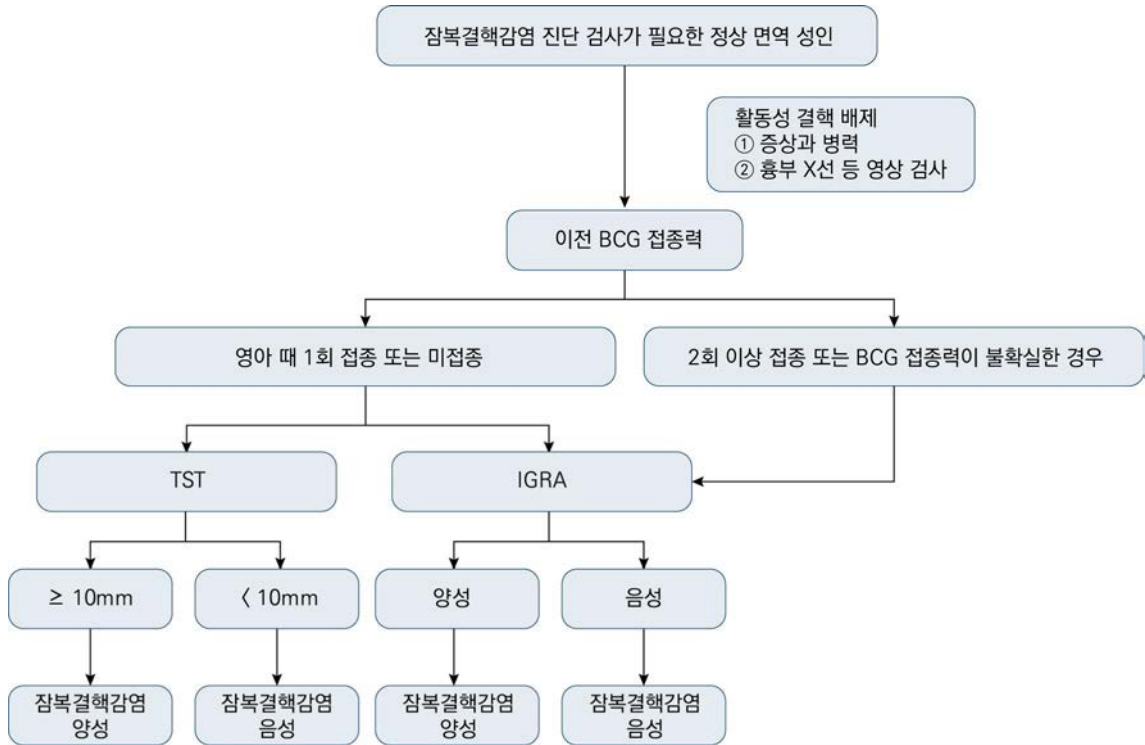 잠복결핵감염 진단 검사가 필요한 정상 면역 성인
활동성 결핵 배제
① 증상과 병력
② 흉부 X선 등 영상 검사
이전 BCG 접종력
영아 때 1회 접종 또는 미접종
2회 이상 접종 또는 BCG 접종력이 불확실한 경우
TST
IGRA
≥ 10mm
< 10mm
양성
음성
잠복결핵감염
양성
잠복결핵감염
음성
잠복결핵감염
양성
잠복결핵감염
음성